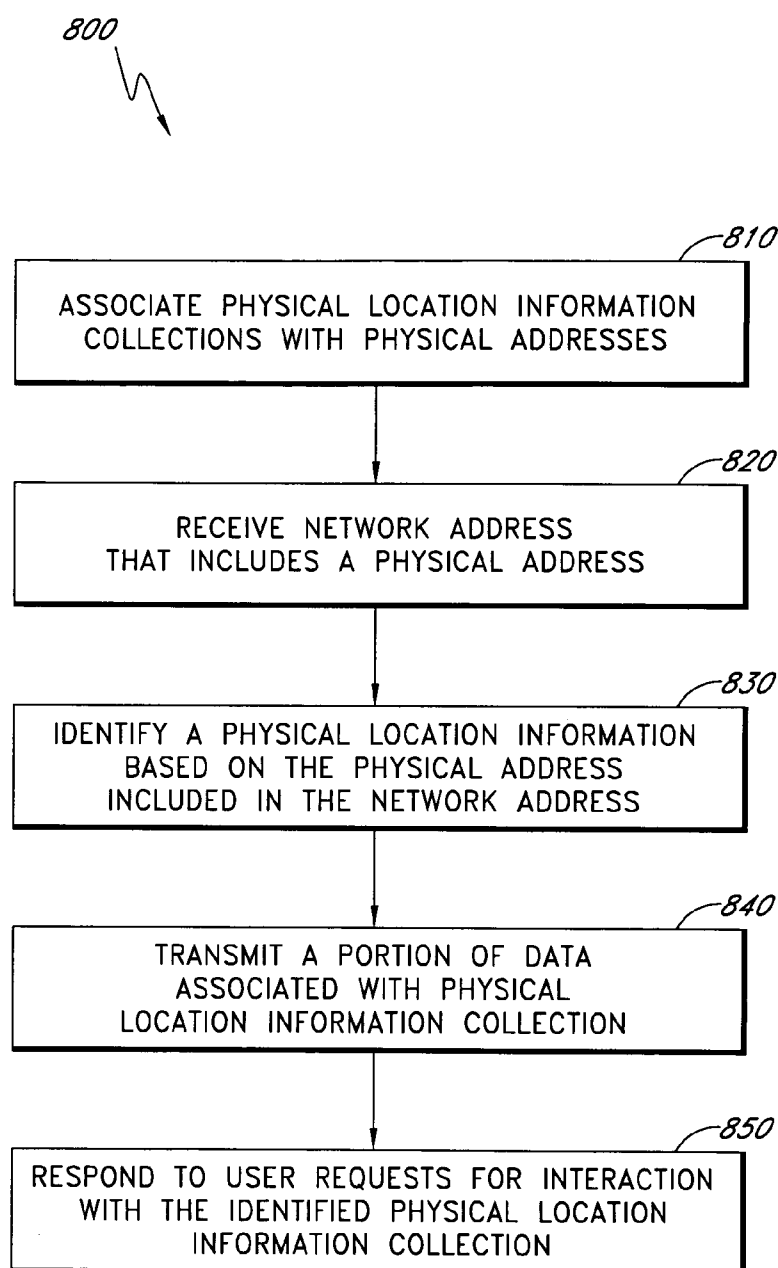 800
810
ASSOCIATE PHYSICAL LOCATION INFORMATION
COLLECTIONS WITH PHYSICAL ADDRESSES
820
RECEIVE NETWORK ADDRESS
THAT INCLUDES A PHYSICAL ADDRESS
830
IDENTIFY A PHYSICAL LOCATION INFORMATION
BASED ON THE PHYSICAL ADDRESS
INCLUDED IN THE NETWORK ADDRESS
840
TRANSMIT A PORTION OF DATA
ASSOCIATED WITH PHYSICAL
LOCATION INFORMATION COLLECTION
850
RESPOND TO USER REQUESTS FOR INTERACTION
WITH THE IDENTIFIED PHYSICAL LOCATION
INFORMATION COLLECTION